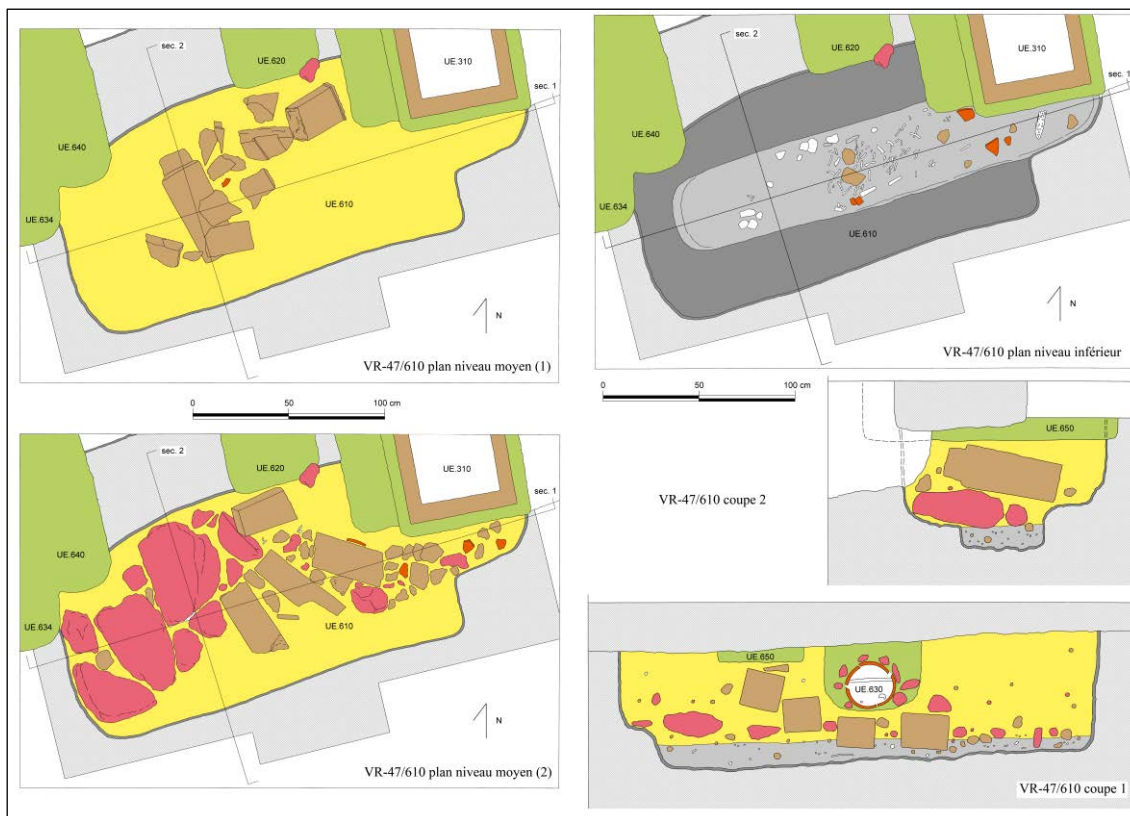 sec. 2
UE.620
UE.310
sec. 1
UE.640
UE.634
UE.610
N
VR-47/610 plan niveau moyen (1)
0 50 100 cm
sec. 2
UE.620
UE.310
sec. 1
UE.640
UE.634
UE.610
N
VR-47/610 plan niveau moyen (2)
sec. 2
UE.620
UE.310
sec. 1
UE.640
UE.634
UE.610
N
VR-47/610 plan niveau inférieur
0 50 100 cm
UE.650
VR-47/610 coupe 2
UE.650
UE.630
VR-47/610 coupe 1